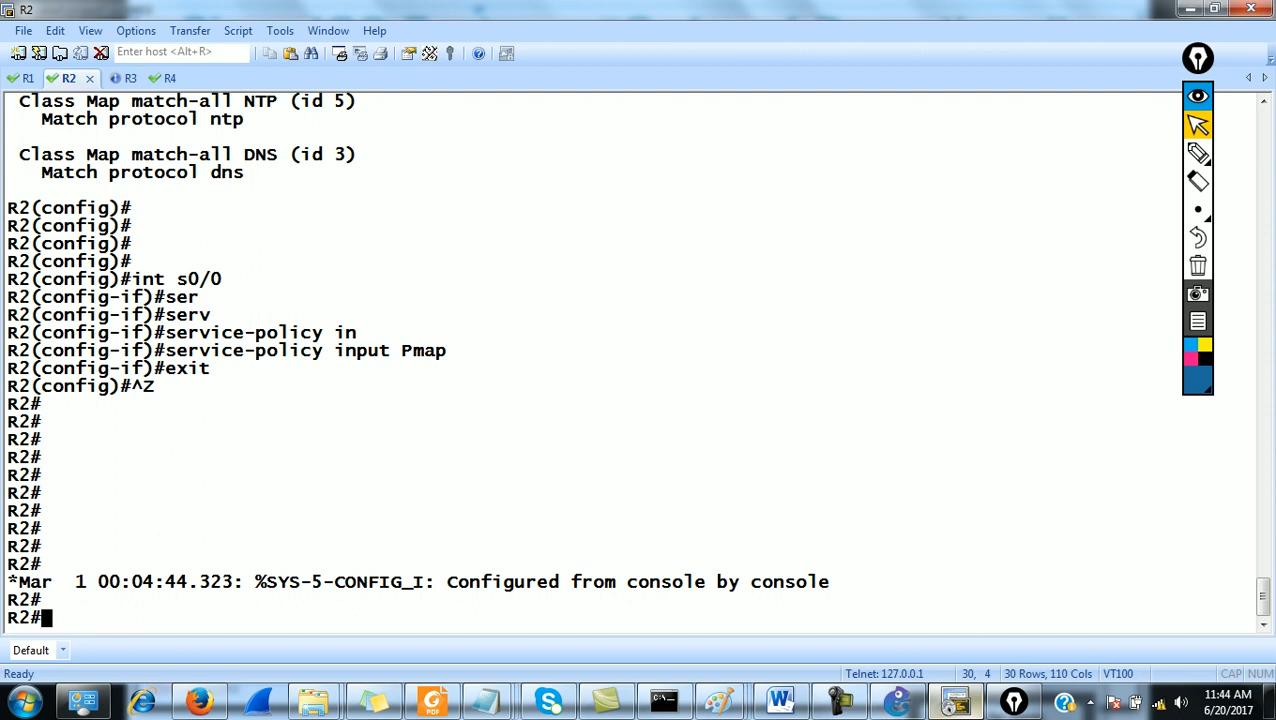 R2
File Edit View Options Transfer Script Tools Window Help
Enter host <Alt+R>
R1 R2 R3 R4
Class Map match-all NTP (id 5)
Match protocol ntp
Class Map match-all DNS (id 3)
Match protocol dns
R2(config)#
R2(config)#
R2(config)#
R2(config)#
R2(config)#int s0/0
R2(config-if)#ser
R2(config-if)#serv
R2(config-if)#service-policy in
R2(config-if)#service-policy input Pmap
R2(config-if)#exit
R2(config)#^Z
R2#
R2#
R2#
R2#
R2#
R2#
R2#
R2#
R2#
R2#
*Mar  1 00:04:44.323: %SYS-5-CONFIG_I: Configured from console by console
R2#
R2#
Default
Ready Telnet: 127.0.0.1 30, 4 30 Rows, 110 Cols VT100 CAP NUM
PDF
11:44 AM
6/20/2017